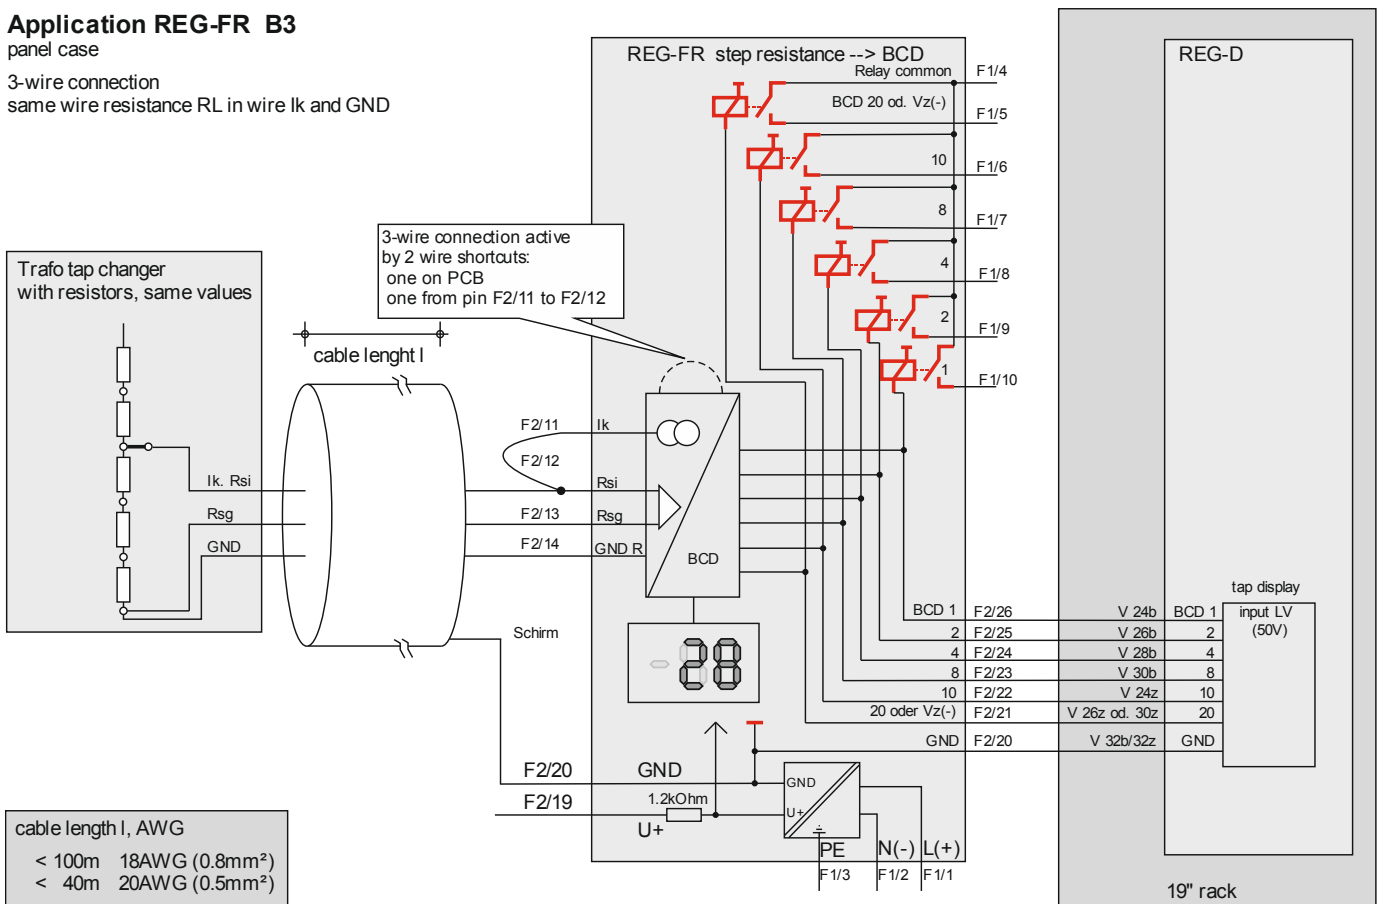 Application REG-FR B3
panel case
3-wire connection
same wire resistance RL in wire Ik and GND
REG-FR step resistance --> BCD
Relay common
F1/4
BCD 20 od. Vz(-)
F1/5
10
F1/6
8
F1/7
4
F1/8
2
F1/9
1
F1/10
REG-D
3-wire connection active
by 2 wire shortcuts:
one on PCB
one from pin F2/11 to F2/12
Trafo tap changer
with resistors, same values
cable lenght l
Ik. Rsi
Rsg
GND
F2/11
Ik
F2/12
Rsi
F2/13
Rsg
F2/14
GND R
BCD
Schirm
-28
tap display
input LV
(50V)
BCD 1 F2/26 V 24b BCD 1
2 F2/25 V 26b 2
4 F2/24 V 28b 4
8 F2/23 V 30b 8
10 F2/22 V 24z 10
20 oder Vz(-) F2/21 V 26z od. 30z 20
GND F2/20 V 32b/32z GND
F2/20 GND
GND
F2/19
1.2kOhm
U+
U+
PE N(-) L(+)
F1/3 F1/2 F1/1
cable length l, AWG
< 100m 18AWG (0.8mm²)
< 40m 20AWG (0.5mm²)
19" rack